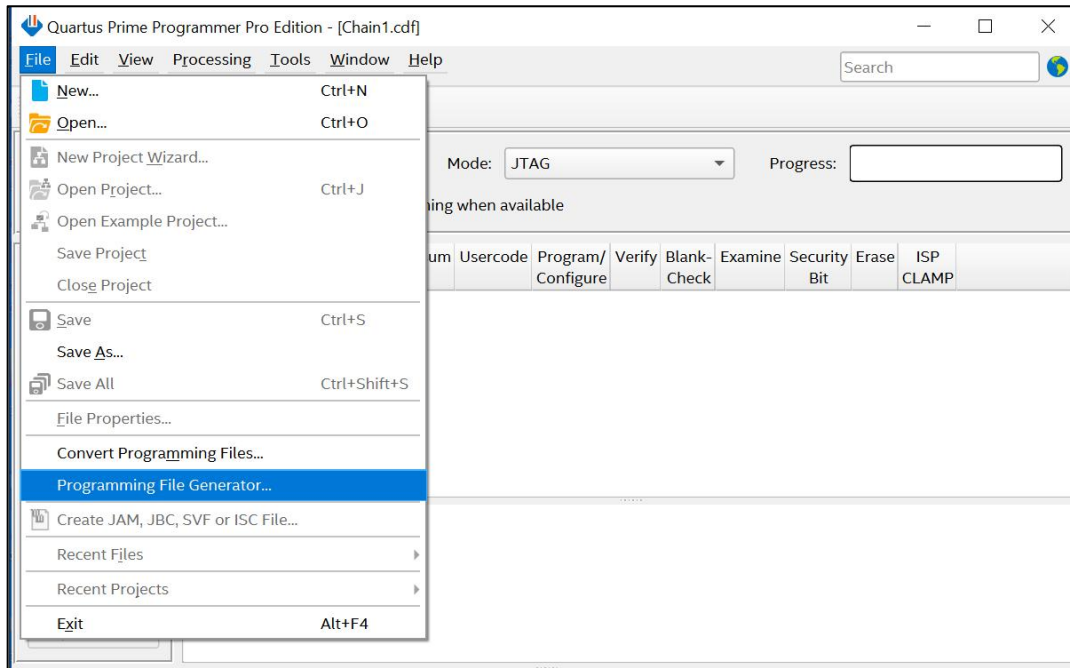 Quartus Prime Programmer Pro Edition - [Chain1.cdf]
File Edit View Processing Tools Window Help
Search
New... Ctrl+N
Open... Ctrl+O
New Project Wizard...
Open Project... Ctrl+J
Open Example Project...
Save Project
Close Project
Save Ctrl+S
Save As...
Save All Ctrl+Shift+S
File Properties...
Convert Programming Files...
Programming File Generator...
Create JAM, JBC, SVF or ISC File...
Recent Files
Recent Projects
Exit Alt+F4
Mode: JTAG Progress:
ing when available
um Usercode Program/ Verify Blank- Examine Security Erase ISP
Configure Check Bit CLAMP